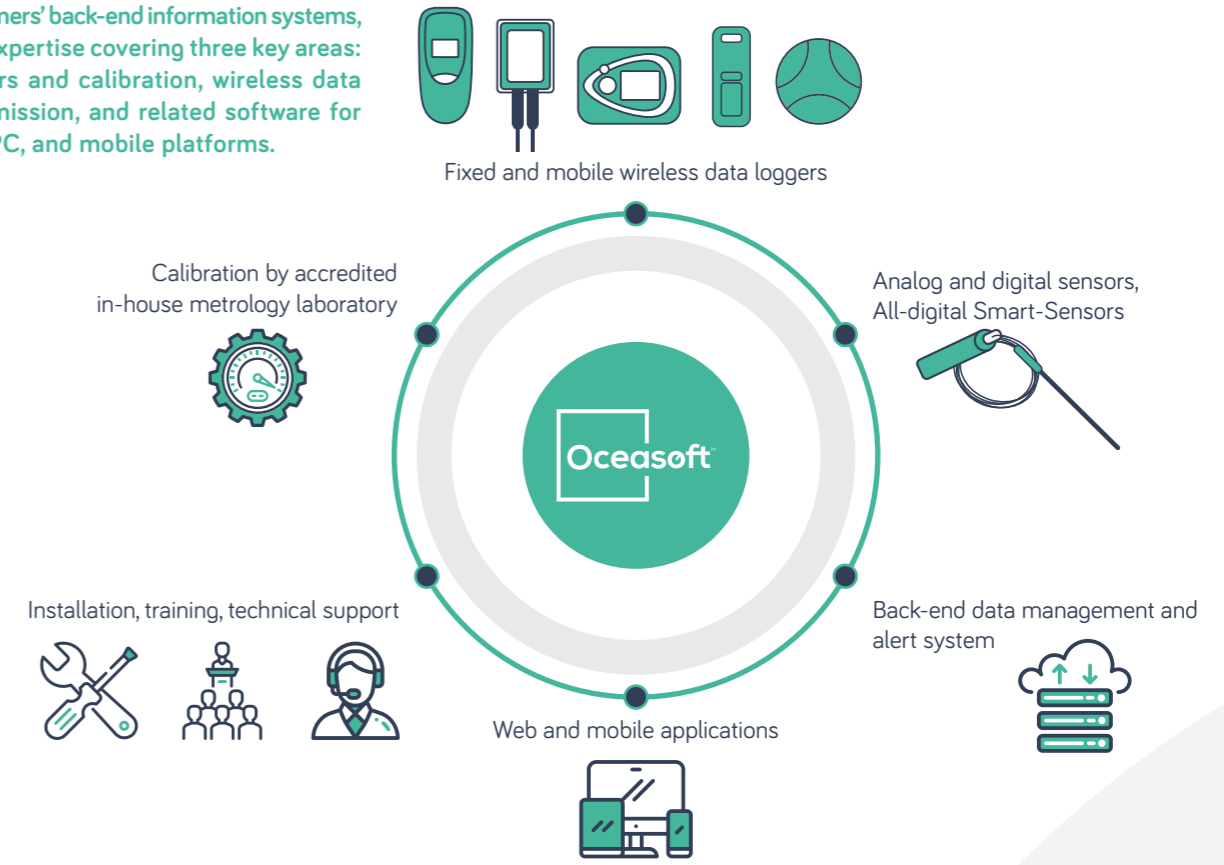 ners' back-end information systems,
xpertise covering three key areas:
rs and calibration, wireless data
mission, and related software for
PC, and mobile platforms.
Fixed and mobile wireless data loggers
Calibration by accredited
in-house metrology laboratory
Analog and digital sensors,
All-digital Smart-Sensors
Oceasoft™
Installation, training, technical support
Back-end data management and
alert system
Web and mobile applications